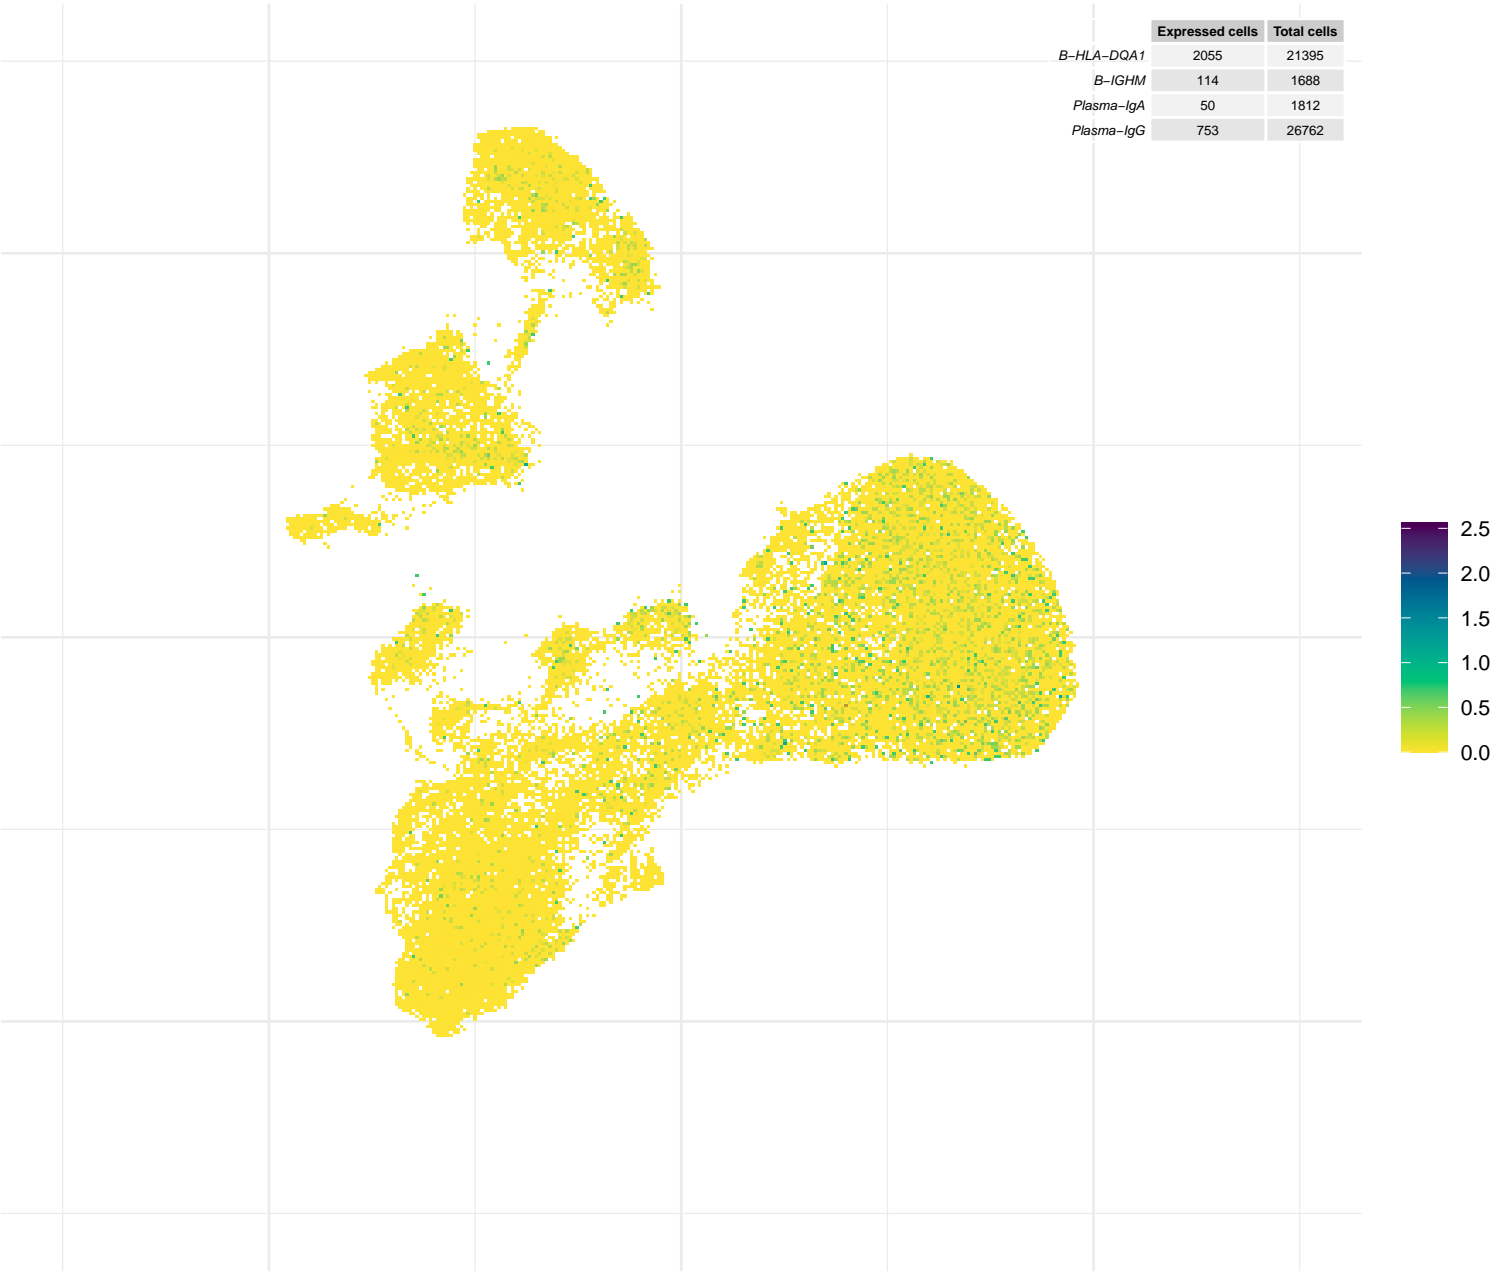 Expressed cells Total cells
B−HLA−DQA1 2055 21395
B−IGHM 114 1688
Plasma−IgA 50 1812
Plasma−IgG 753 26762
2.5
2.0
1.5
1.0
0.5
0.0